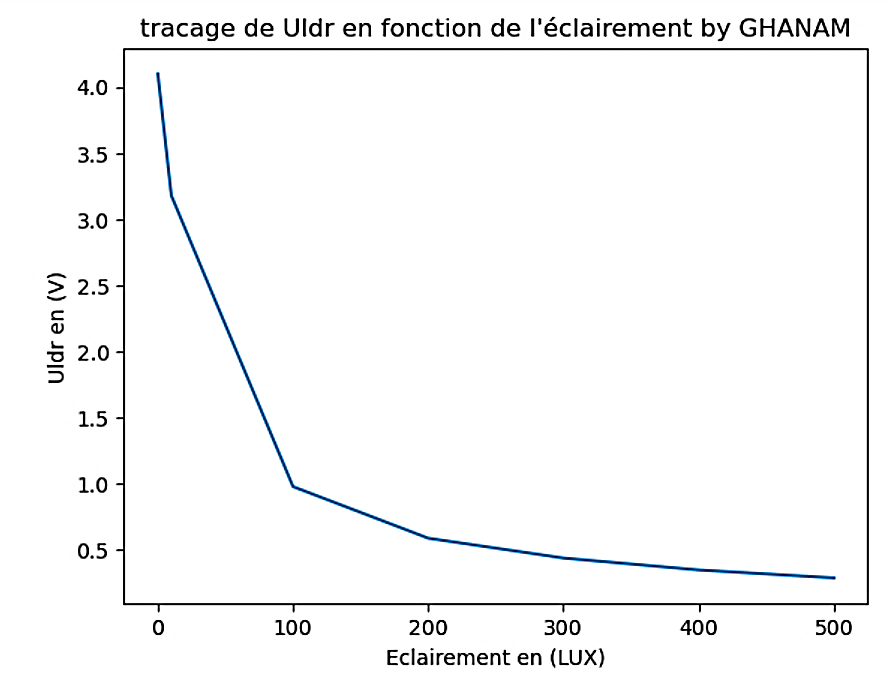 tracage de Uldr en fonction de l'éclairement by GHANAM
4.0
3.5
3.0
2.5
2.0
1.5
1.0
0.5
Uldr en (V)
0 100 200 300 400 500
Eclairement en (LUX)